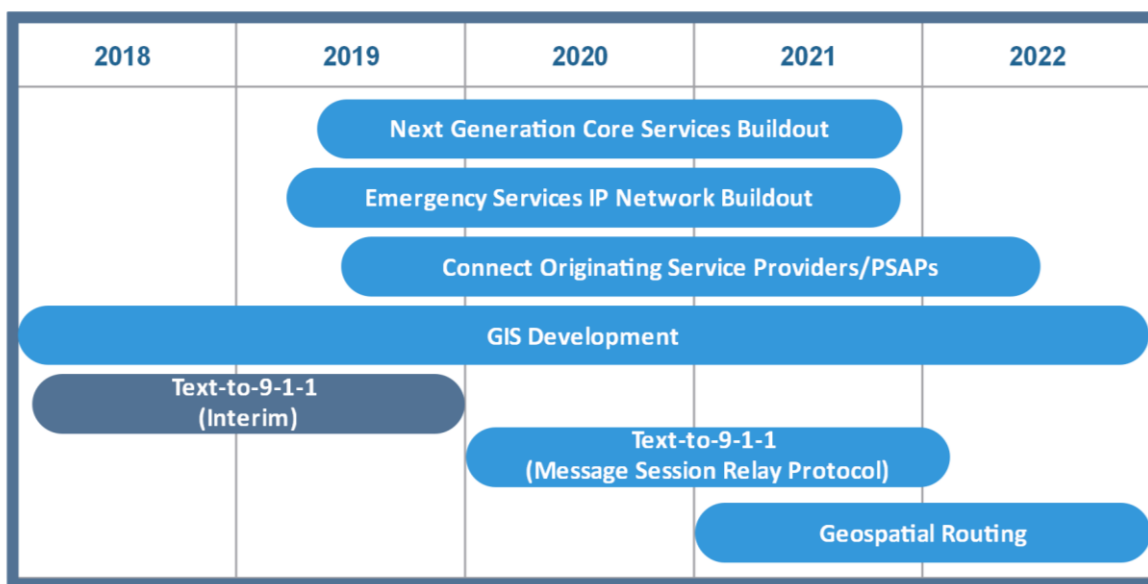 2018 2019 2020 2021 2022
Next Generation Core Services Buildout
Emergency Services IP Network Buildout
Connect Originating Service Providers/PSAPs
GIS Development
Text-to-9-1-1
(Interim)
Text-to-9-1-1
(Message Session Relay Protocol)
Geospatial Routing